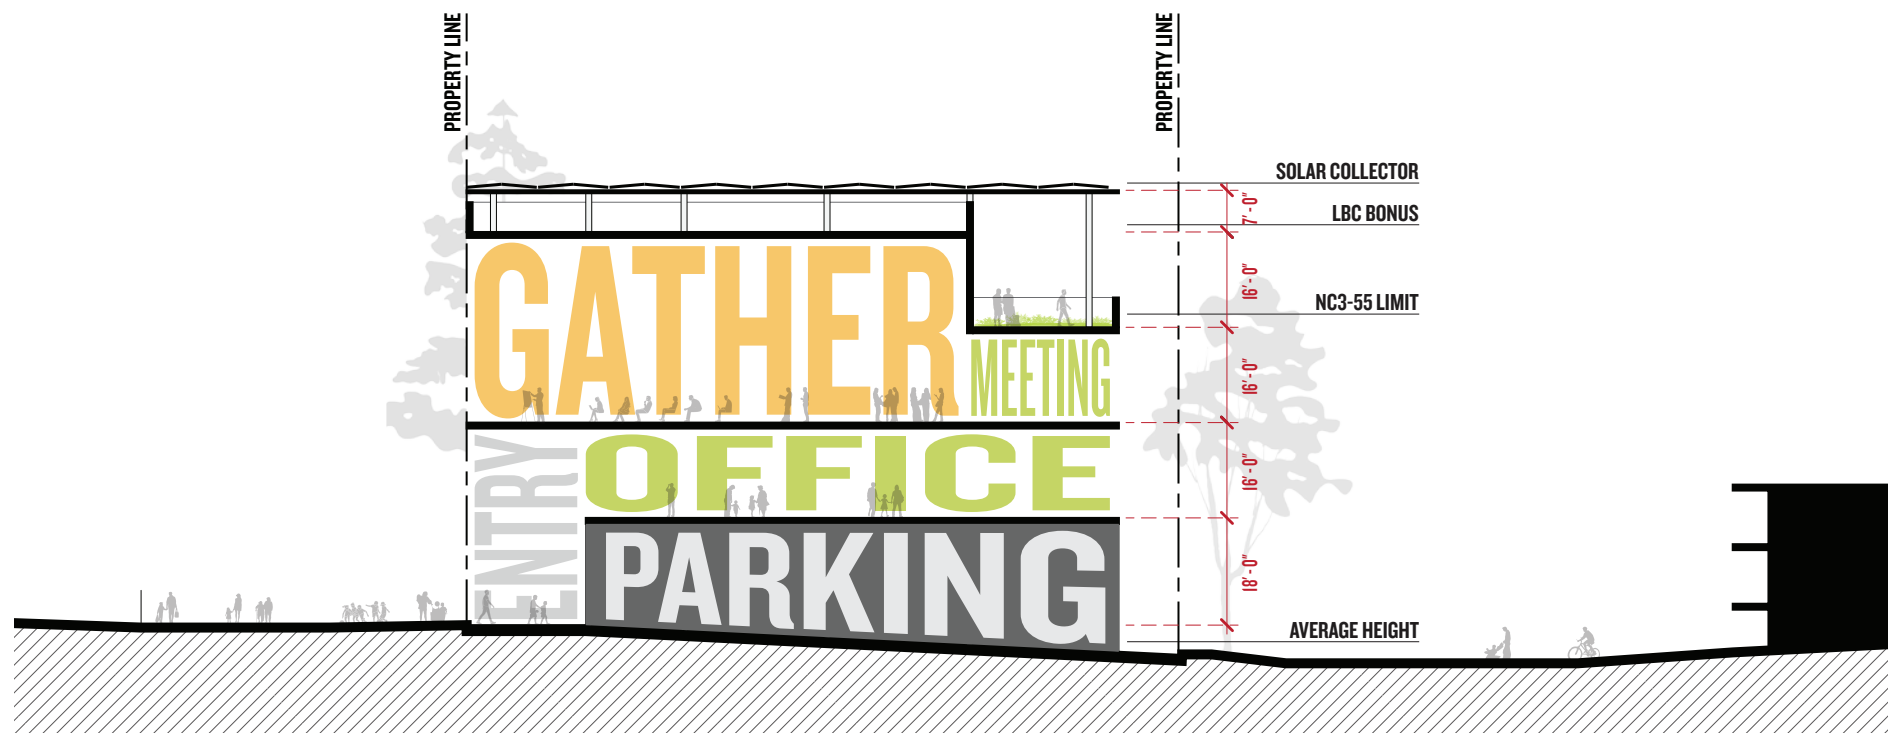 PROPERTY LINE
PROPERTY LINE
SOLAR COLLECTOR
7'-0"
LBC BONUS
16'-0"
NC3-55 LIMIT
GATHER
MEETING
16'-0"
ENTRY
OFFICE
16'-0"
PARKING
18'-0"
AVERAGE HEIGHT